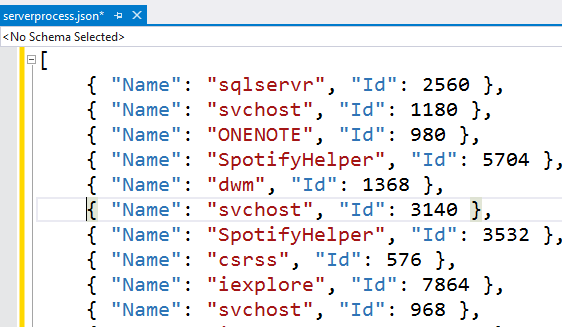 serverprocess.json*
<No Schema Selected>
[
{ "Name": "sqlservr", "Id": 2560 },
{ "Name": "svchost", "Id": 1180 },
{ "Name": "ONENOTE", "Id": 980 },
{ "Name": "SpotifyHelper", "Id": 5704 },
{ "Name": "dwm", "Id": 1368 },
{ "Name": "svchost", "Id": 3140 },
{ "Name": "SpotifyHelper", "Id": 3532 },
{ "Name": "csrss", "Id": 576 },
{ "Name": "iexplore", "Id": 7864 },
{ "Name": "svchost", "Id": 968 },